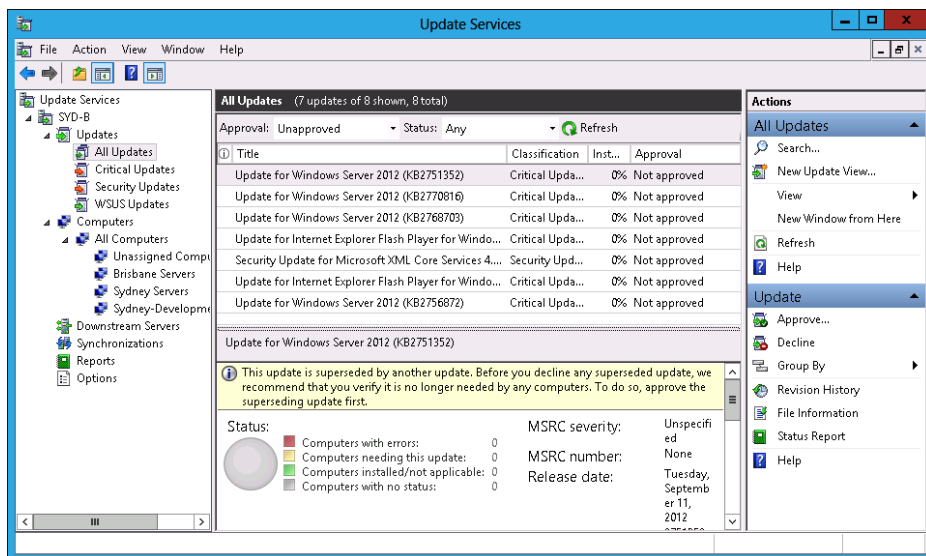 Update Services
File Action View Window Help
Update Services
SYD-B
Updates
All Updates
Critical Updates
Security Updates
WSUS Updates
Computers
All Computers
Unassigned Compu
Brisbane Servers
Sydney Servers
Sydney-Developme
Downstream Servers
Synchronizations
Reports
Options
All Updates (7 updates of 8 shown, 8 total)
Approval: Unapproved Status: Any Refresh
Title Classification Inst... Approval
Update for Windows Server 2012 (KB2751352) Critical Upda... 0% Not approved
Update for Windows Server 2012 (KB2770816) Critical Upda... 0% Not approved
Update for Windows Server 2012 (KB2768703) Critical Upda... 0% Not approved
Update for Internet Explorer Flash Player for Windo... Critical Upda... 0% Not approved
Security Update for Microsoft XML Core Services 4.... Security Upd... 0% Not approved
Update for Internet Explorer Flash Player for Windo... Critical Upda... 0% Not approved
Update for Windows Server 2012 (KB2756872) Critical Upda... 0% Not approved
Update for Windows Server 2012 (KB2751352)
This update is superseded by another update. Before you decline any superseded update, we
recommend that you verify it is no longer needed by any computers. To do so, approve the
superseding update first.
Status:
Computers with errors: 0
Computers needing this update: 0
Computers installed/not applicable: 0
Computers with no status: 0
MSRC severity: Unspecifi
ed
MSRC number: None
Release date: Tuesday,
Septemb
er 11,
2012
Actions
All Updates
Search...
New Update View...
View
New Window from Here
Refresh
Help
Update
Approve...
Decline
Group By
Revision History
File Information
Status Report
Help